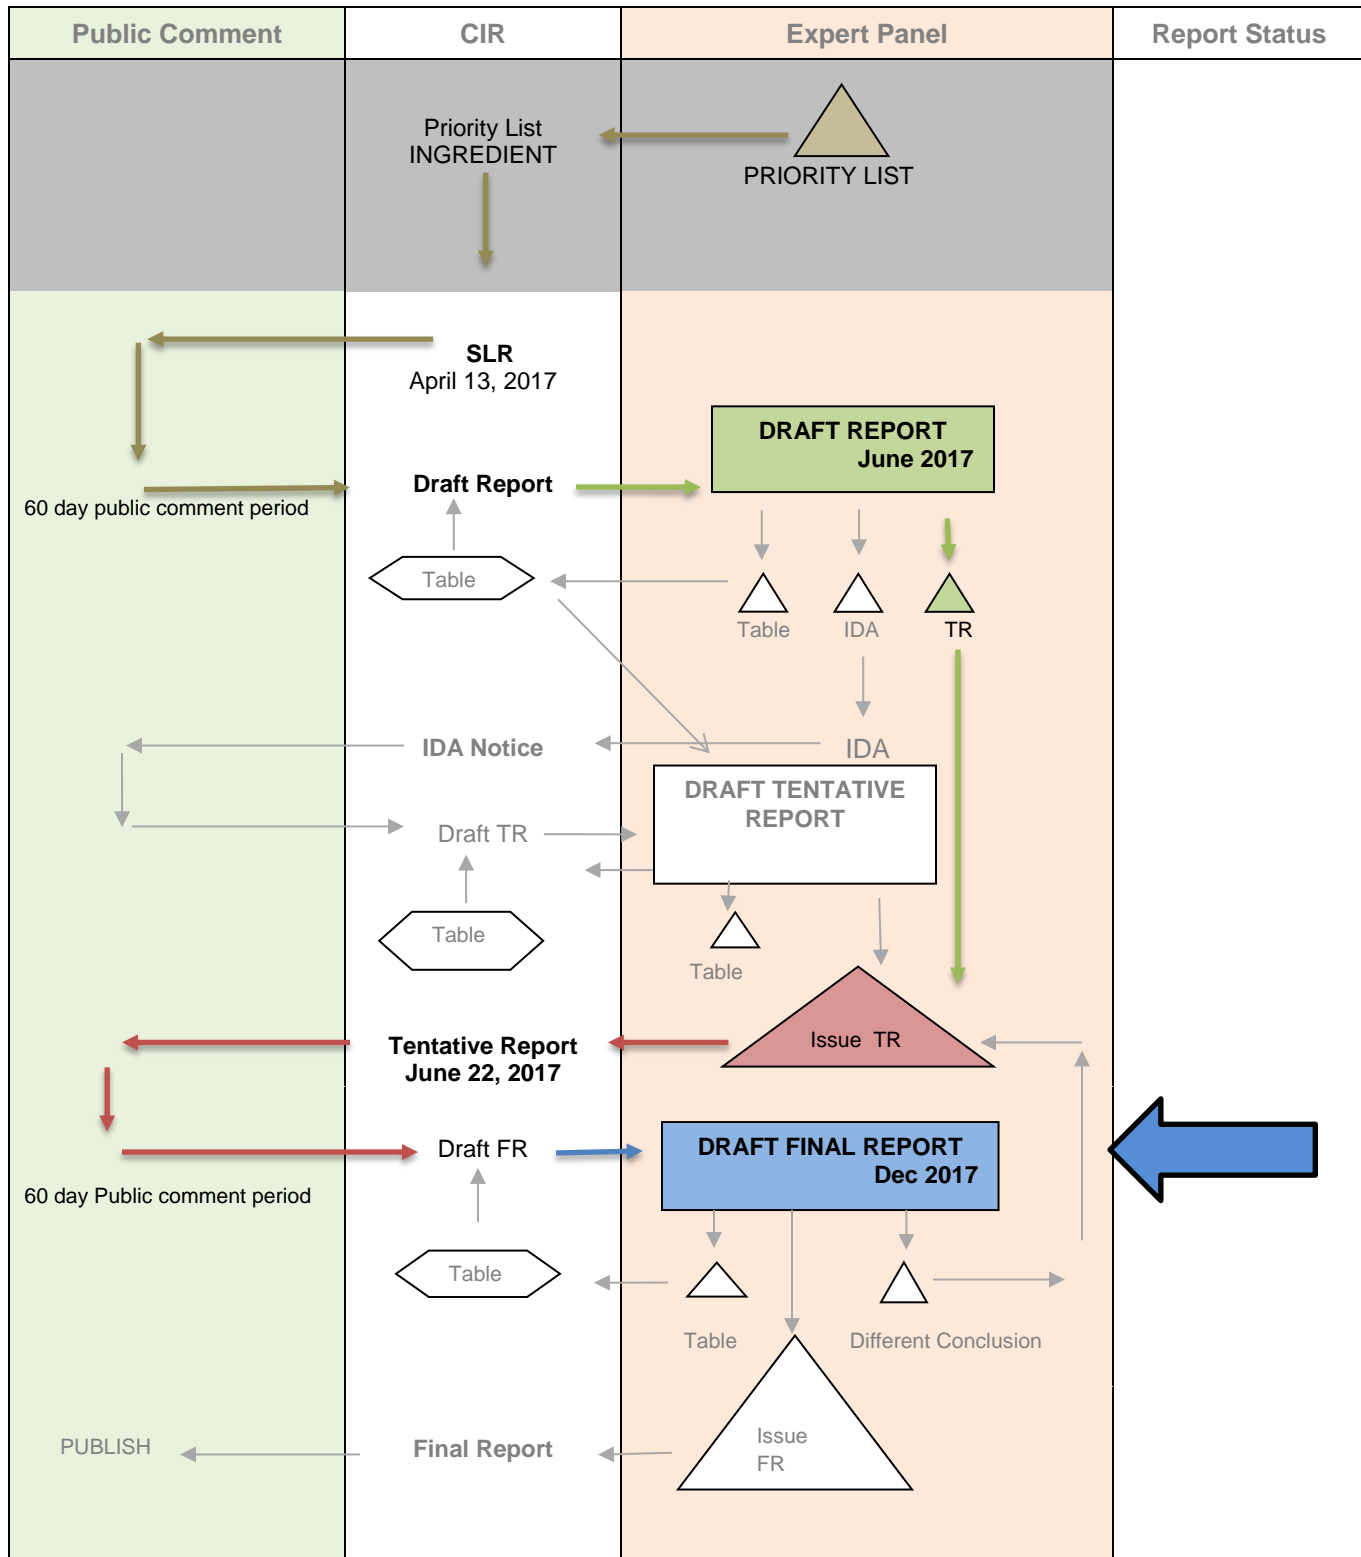 Public Comment
CIR
Expert Panel
Report Status
Priority List
INGREDIENT
PRIORITY LIST
SLR
April 13, 2017
DRAFT REPORT
June 2017
60 day public comment period
Draft Report
Table
Table
IDA
TR
IDA Notice
IDA
DRAFT TENTATIVE
REPORT
Draft TR
Table
Table
Issue TR
Tentative Report
June 22, 2017
DRAFT FINAL REPORT
Dec 2017
Draft FR
60 day Public comment period
Table
Table
Different Conclusion
PUBLISH
Final Report
Issue
FR